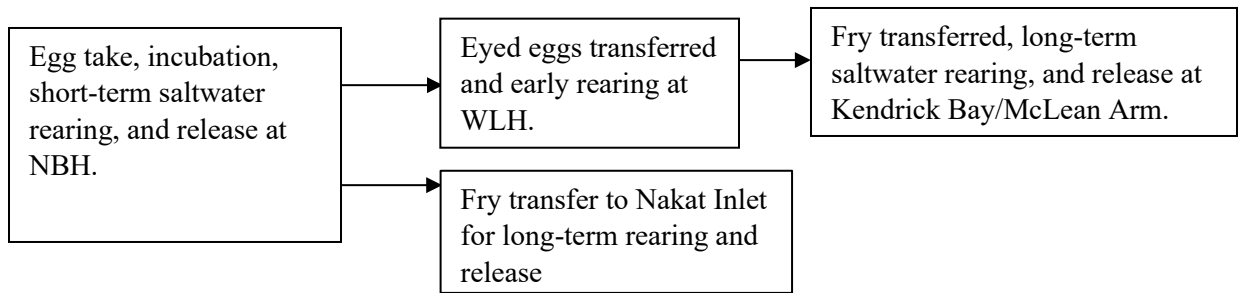 Egg take, incubation,
short-term saltwater
rearing, and release at
NBH.
Eyed eggs transferred
and early rearing at
WLH.
Fry transferred, long-term
saltwater rearing, and release at
Kendrick Bay/McLean Arm.
Fry transfer to Nakat Inlet
for long-term rearing and
release